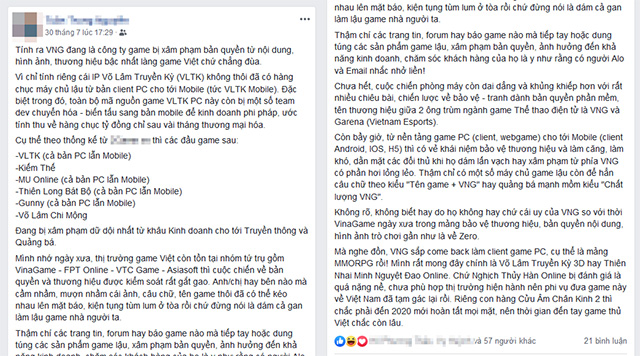 30 tháng 7 lúc 17:29 ·
Tính ra VNG đang là công ty game bị xâm phạm bản quyền từ nội dung,
hình ảnh, thương hiệu bậc nhất làng game Việt chứ chẳng đùa.
Vì chỉ tính riêng cái IP Võ Lâm Truyền Kỳ (VLTK) không thôi đã có hàng
chục máy chủ lậu từ bản client PC cho tới Mobile (tức VLTK Mobile). Đặc
biệt trong đó, toàn bộ mã nguồn game VLTK PC này còn bị một số team
dev chuyển hóa - biến tấu sang bản mobile để kinh doanh phi pháp, ước
tính thu về hàng chục tỷ đồng chỉ sau vài tháng thương mại hóa.
Cụ thể theo thống kê từ thì các đầu game sau:
-VLTK (cả bản PC lẫn Mobile)
-Kiếm Thế
-MU Online (cả bản PC lẫn Mobile)
-Thiên Long Bát Bộ (cả bản PC lẫn Mobile)
-Gunny (cả bản PC lẫn Mobile)
-Võ Lâm Chi Mộng
Đang bị xâm phạm dữ dội nhất từ khâu Kinh doanh cho tới Truyền thông và
Quảng bá.
Mình nhớ ngày xưa, thị trường game Việt còn tồn tại nhóm tứ trụ gồm
VinaGame - FPT Online - VTC Game - Asiasoft thì cuộc chiến về bản
quyền và thương hiệu được kiểm soát rất gắt gao. Anh/chị hay bên nào mà
cầm nhầm, mượn nhầm cái ảnh, câu chữ, tên game thôi đã có thể kéo
nhau lên mặt báo, kiện tụng tùm lum ở tòa rồi chứ đừng nói là dám cả gan
làm lậu game nhà người ta.
Thậm chí các trang tin, forum hay báo game nào mà tiếp tay hoặc dung
túng các sản phẩm game lậu, xâm phạm bản quyền, ảnh hưởng đến khả
năng kinh doanh, chăm sóc khách hàng của họ là y như rằng có người Alo
nhau lên mặt báo, kiện tụng tùm lum ở tòa rồi chứ đừng nói là dám cả gan
làm lậu game nhà người ta.
Thậm chí các trang tin, forum hay báo game nào mà tiếp tay hoặc dung
túng các sản phẩm game lậu, xâm phạm bản quyền, ảnh hưởng đến khả
năng kinh doanh, chăm sóc khách hàng của họ là y như rằng có người Alo
và Email nhắc nhở liền!
Chưa hết, cuộc chiến phòng máy còn dai dẳng và khủng khiếp hơn với rất
nhiều chiêu bài, chiến lược về bảo vệ - tranh dành bản quyền phần mềm,
tên thương hiệu giữa 2 ông trùm ngành game Thể thao điện tử là VNG và
Garena (Vietnam Esports).
Còn bây giờ, từ nền tảng game PC (client, webgame) cho tới Mobile (client
Android, IOS, H5) thì có vẻ khái niệm bảo vệ thương hiệu và làm căng, làm
khó, dằn mặt các đối thủ khi họ dám lấn vạch hay xâm phạm từ phía VNG
có phần hơi lỏng lẻo. Thậm chí có một số máy chủ game lậu còn để hẳn
câu chữ theo kiểu "Tên game + VNG" hay quảng bá mạnh mồm kiểu "Chất
lượng VNG".
Không rõ, không biết hay do họ không hay chứ cái uy của VNG so với thời
VinaGame ngày xưa trong mảng bảo vệ thương hiệu, bản quyền nội dung,
hình ảnh trò chơi gần như là về Zero.
Mà nghe đồn, VNG sắp come back làm client game PC, cụ thể là mảng
MMORPG rồi! Mình rất mong đấy chính là Võ Lâm Truyền Kỳ 3D hay Thiên
Nhai Minh Nguyệt Đao Online. Chứ Nghịch Thủy Hàn Online bị đánh giá là
quá nặng nề, chưa phù hợp thị trường hiện hành nên phi vụ đưa game này
về Việt Nam đã tạm gác lại rồi. Riêng con hàng Cửu Âm Chân Kinh 2 thì
chắc phải đến 2020 mới hoàn tất mọi mặt, nên thời gian đến tay game thủ
Việt chắc còn lâu.
và 57 người khác
21 bình luận